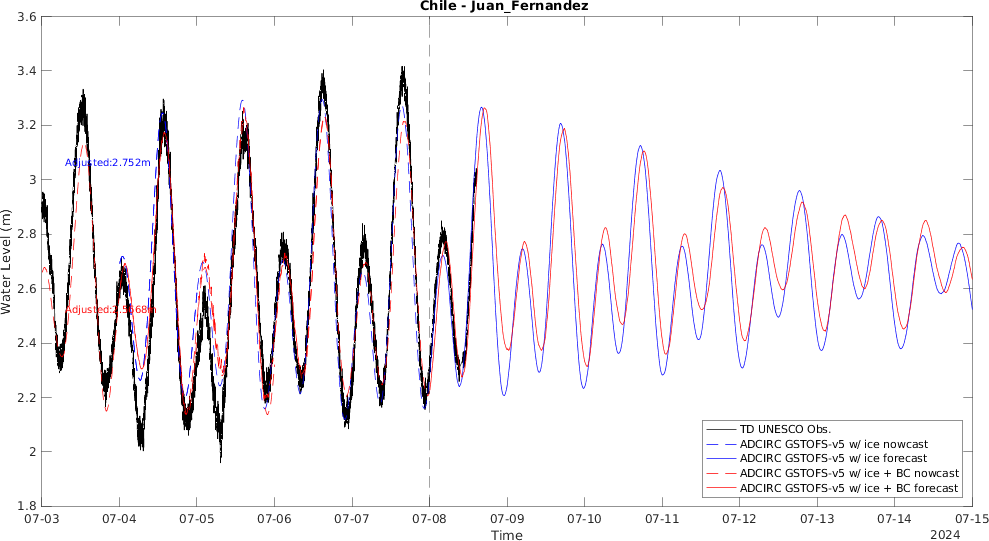 Chile - Juan_Fernandez
3.6
3.4
3.2
3
2.8
2.6
2.4
2.2
2
1.8
Water Level (m)
Adjusted:2.752m
07-03
07-04
07-05
07-06
07-07
07-08
07-09
07-10
07-11
07-12
07-13
07-14
07-15
Time
2024
TD UNESCO Obs.
ADCIRC GSTOFS-v5 w/ ice nowcast
ADCIRC GSTOFS-v5 w/ ice forecast
ADCIRC GSTOFS-v5 w/ ice + BC nowcast
ADCIRC GSTOFS-v5 w/ ice + BC forecast